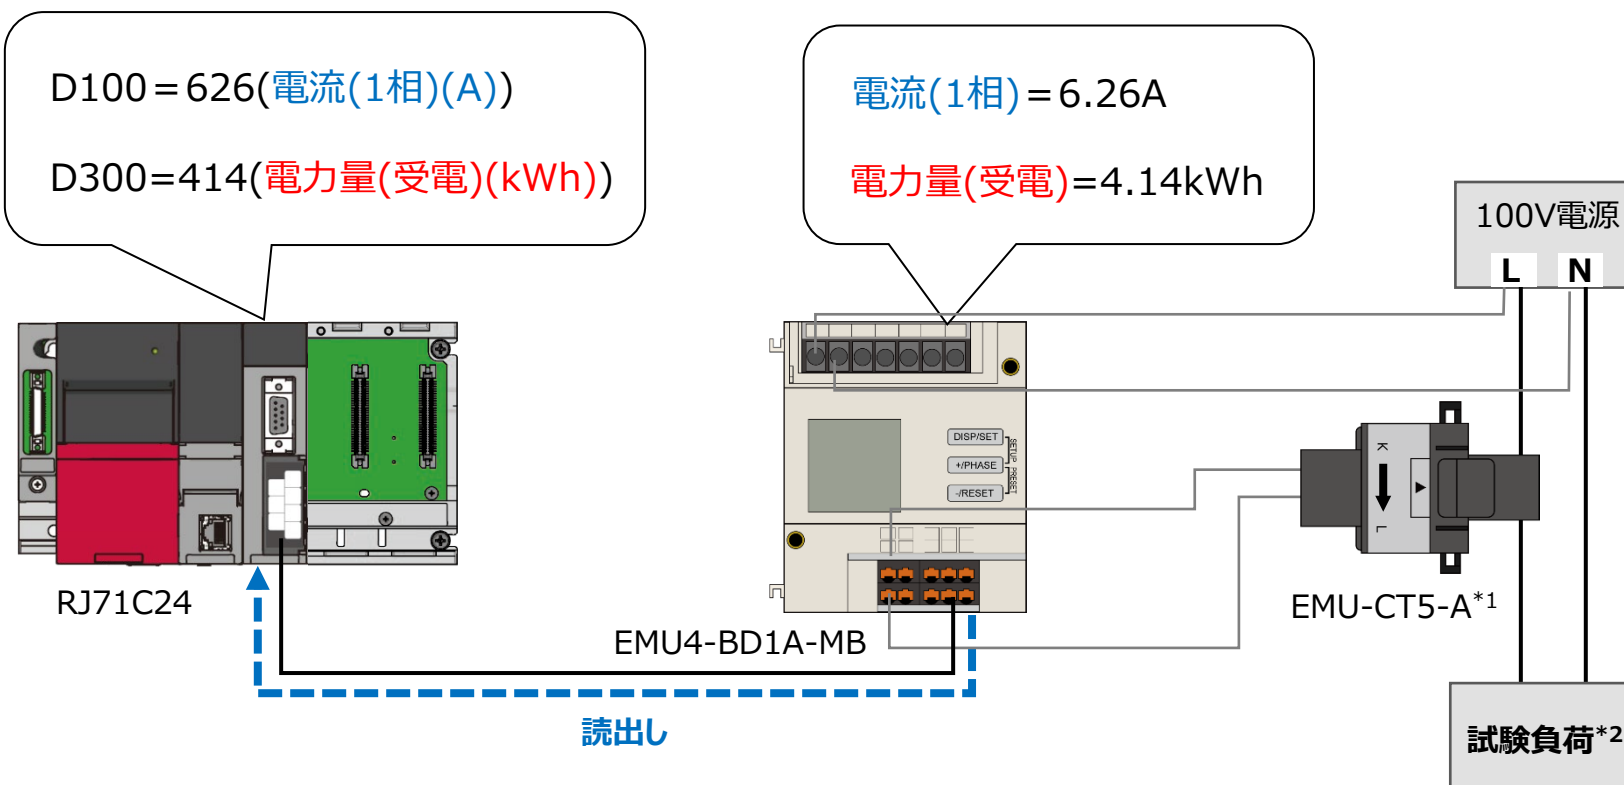 D100=626(電流(1相)(A))
D300=414(電力量(受電)(kWh))
電流(1相)=6.26A
電力量(受電)=4.14kWh
100V電源
L N
DISP/SET
+/PHASE
-/RESET
SETUP
PRESET
K
L
RJ71C24
EMU4-BD1A-MB
EMU-CT5-A*1
読出し
試験負荷*2